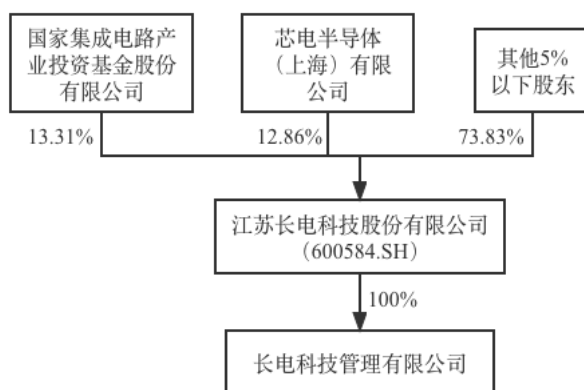 国家集成电路产
业投资基金股份
有限公司
芯电半导体
（上海）有限
公司
其他5%
以下股东
13.31%
12.86%
73.83%
江苏长电科技股份有限公司
（600584.SH）
100%
长电科技管理有限公司